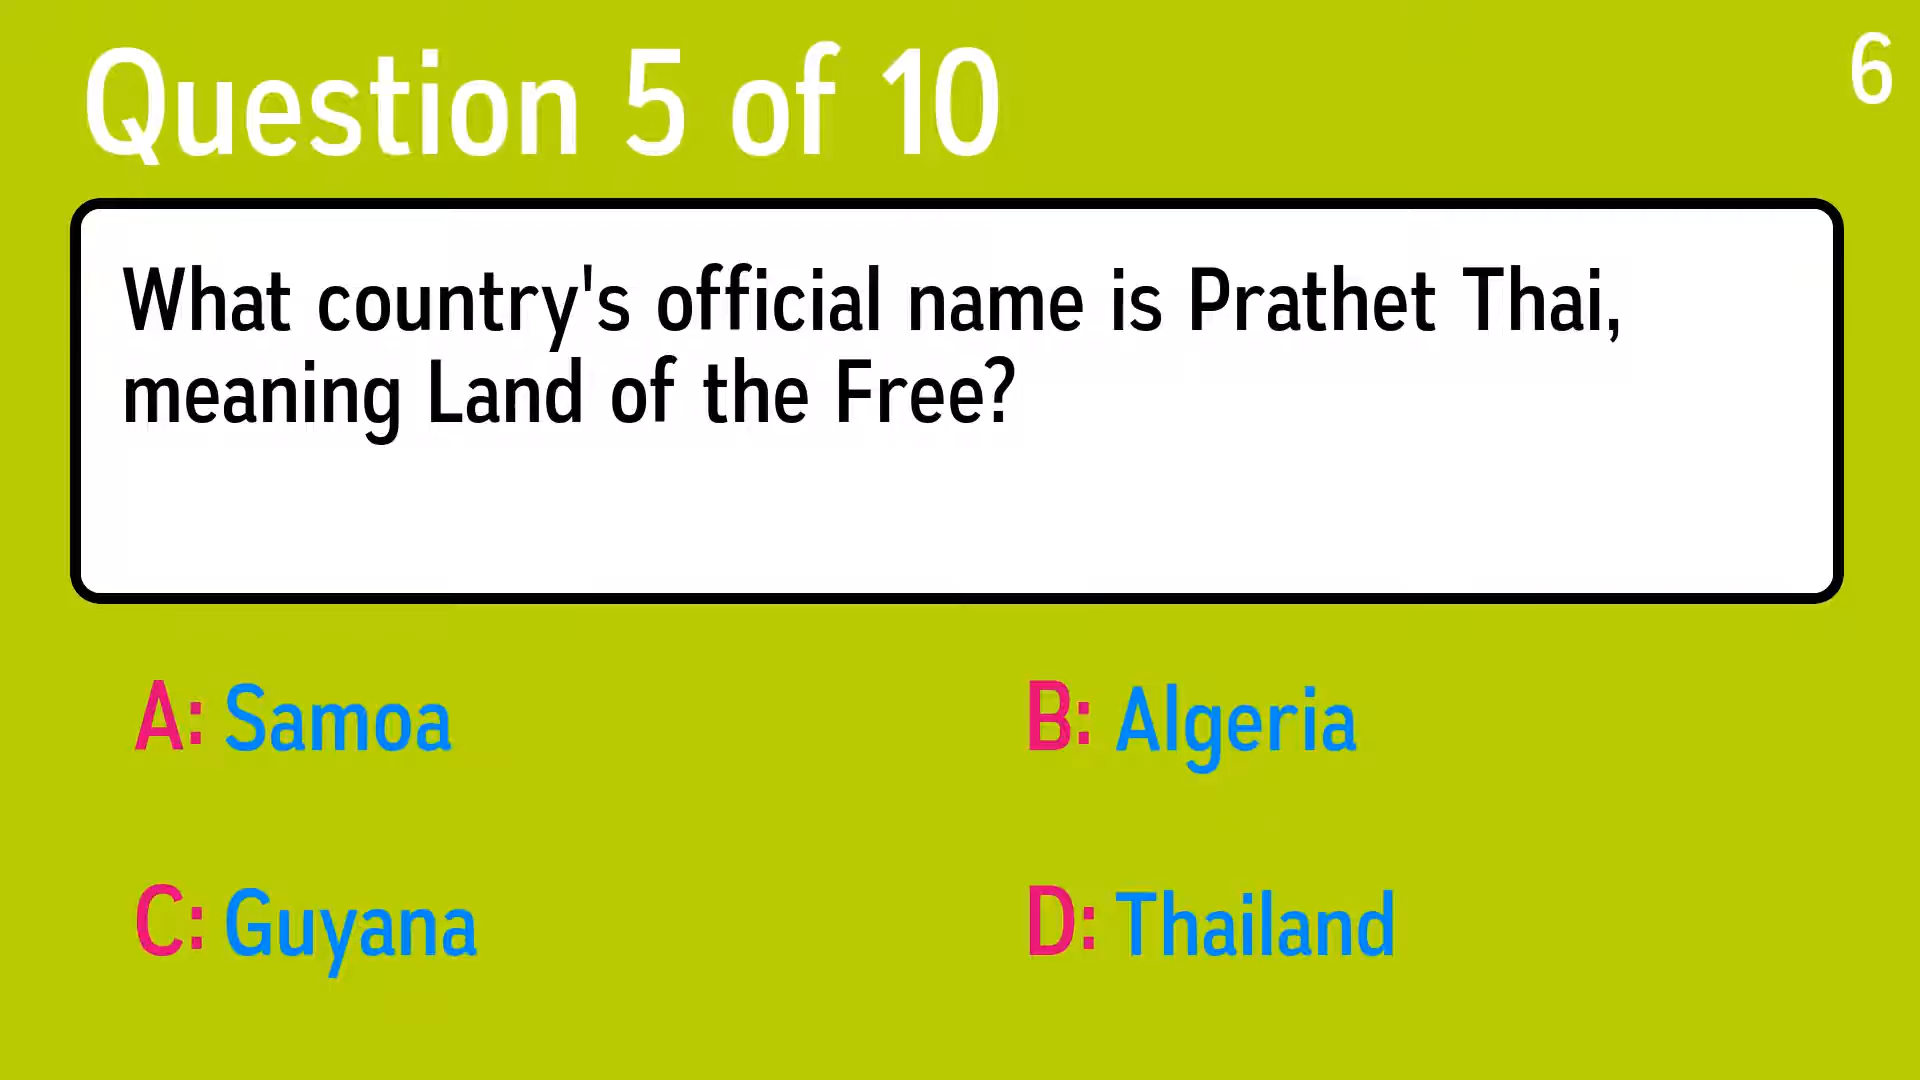 Question 5 of 10
6
What country's official name is Prathet Thai,
meaning Land of the Free?
A: Samoa
B: Algeria
C: Guyana
D: Thailand